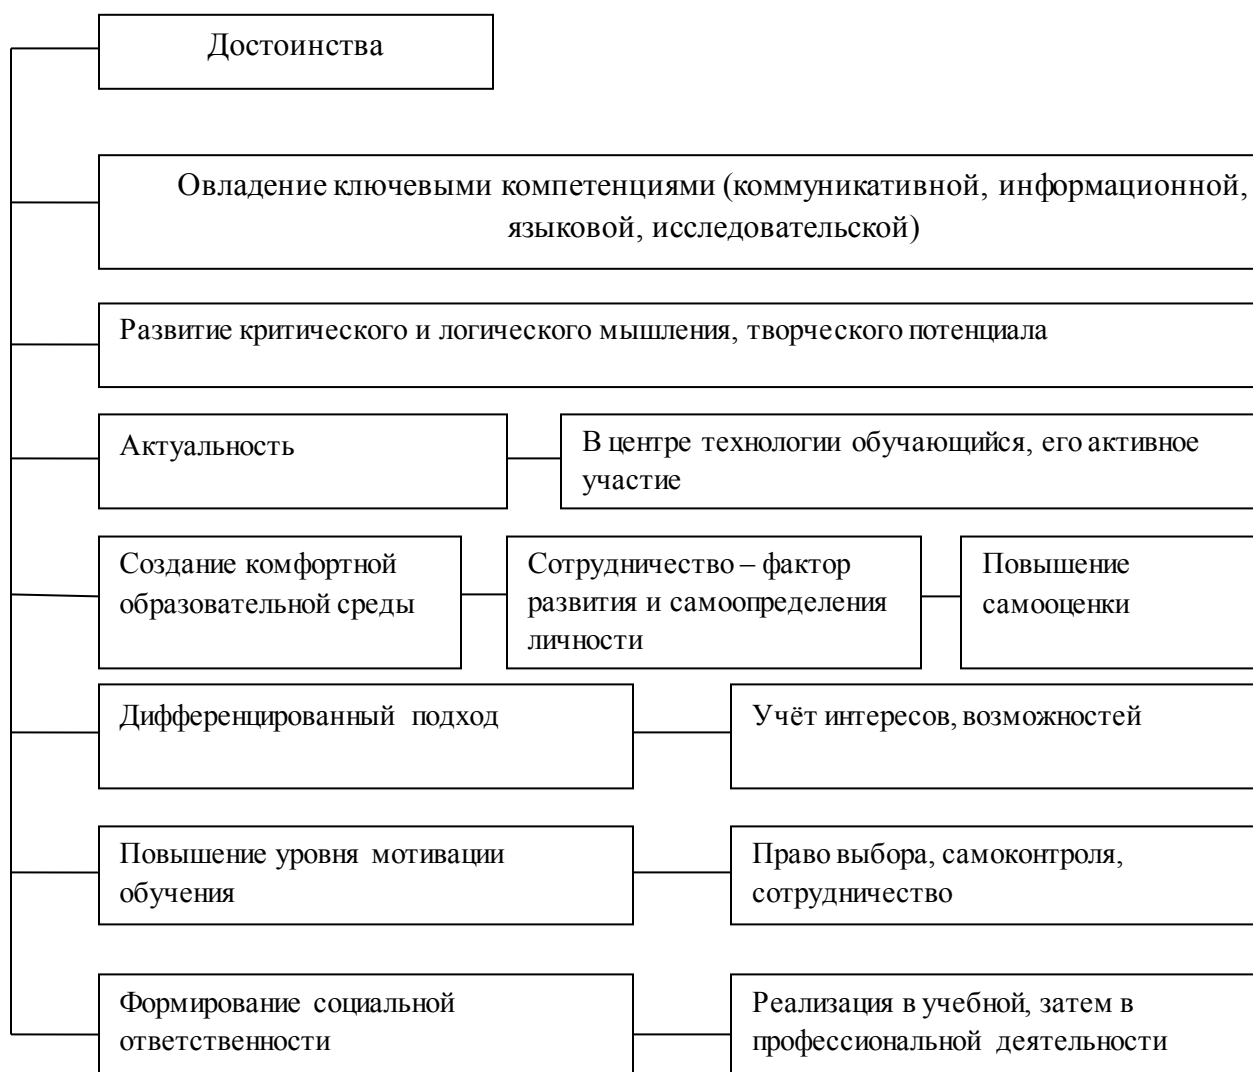 Достоинства
Овладение ключевыми компетенциями (коммуникативной, информационной,
языковой, исследовательской)
Развитие критического и логического мышления, творческого потенциала
Актуальность
В центре технологии обучающийся, его активное
участие
Создание комфортной
образовательной среды
Сотрудничество – фактор
развития и самоопределения
личности
Повышение
самооценки
Дифференцированный подход
Учёт интересов, возможностей
Повышение уровня мотивации
обучения
Право выбора, самоконтроля,
сотрудничество
Формирование социальной
ответственности
Реализация в учебной, затем в
профессиональной деятельности